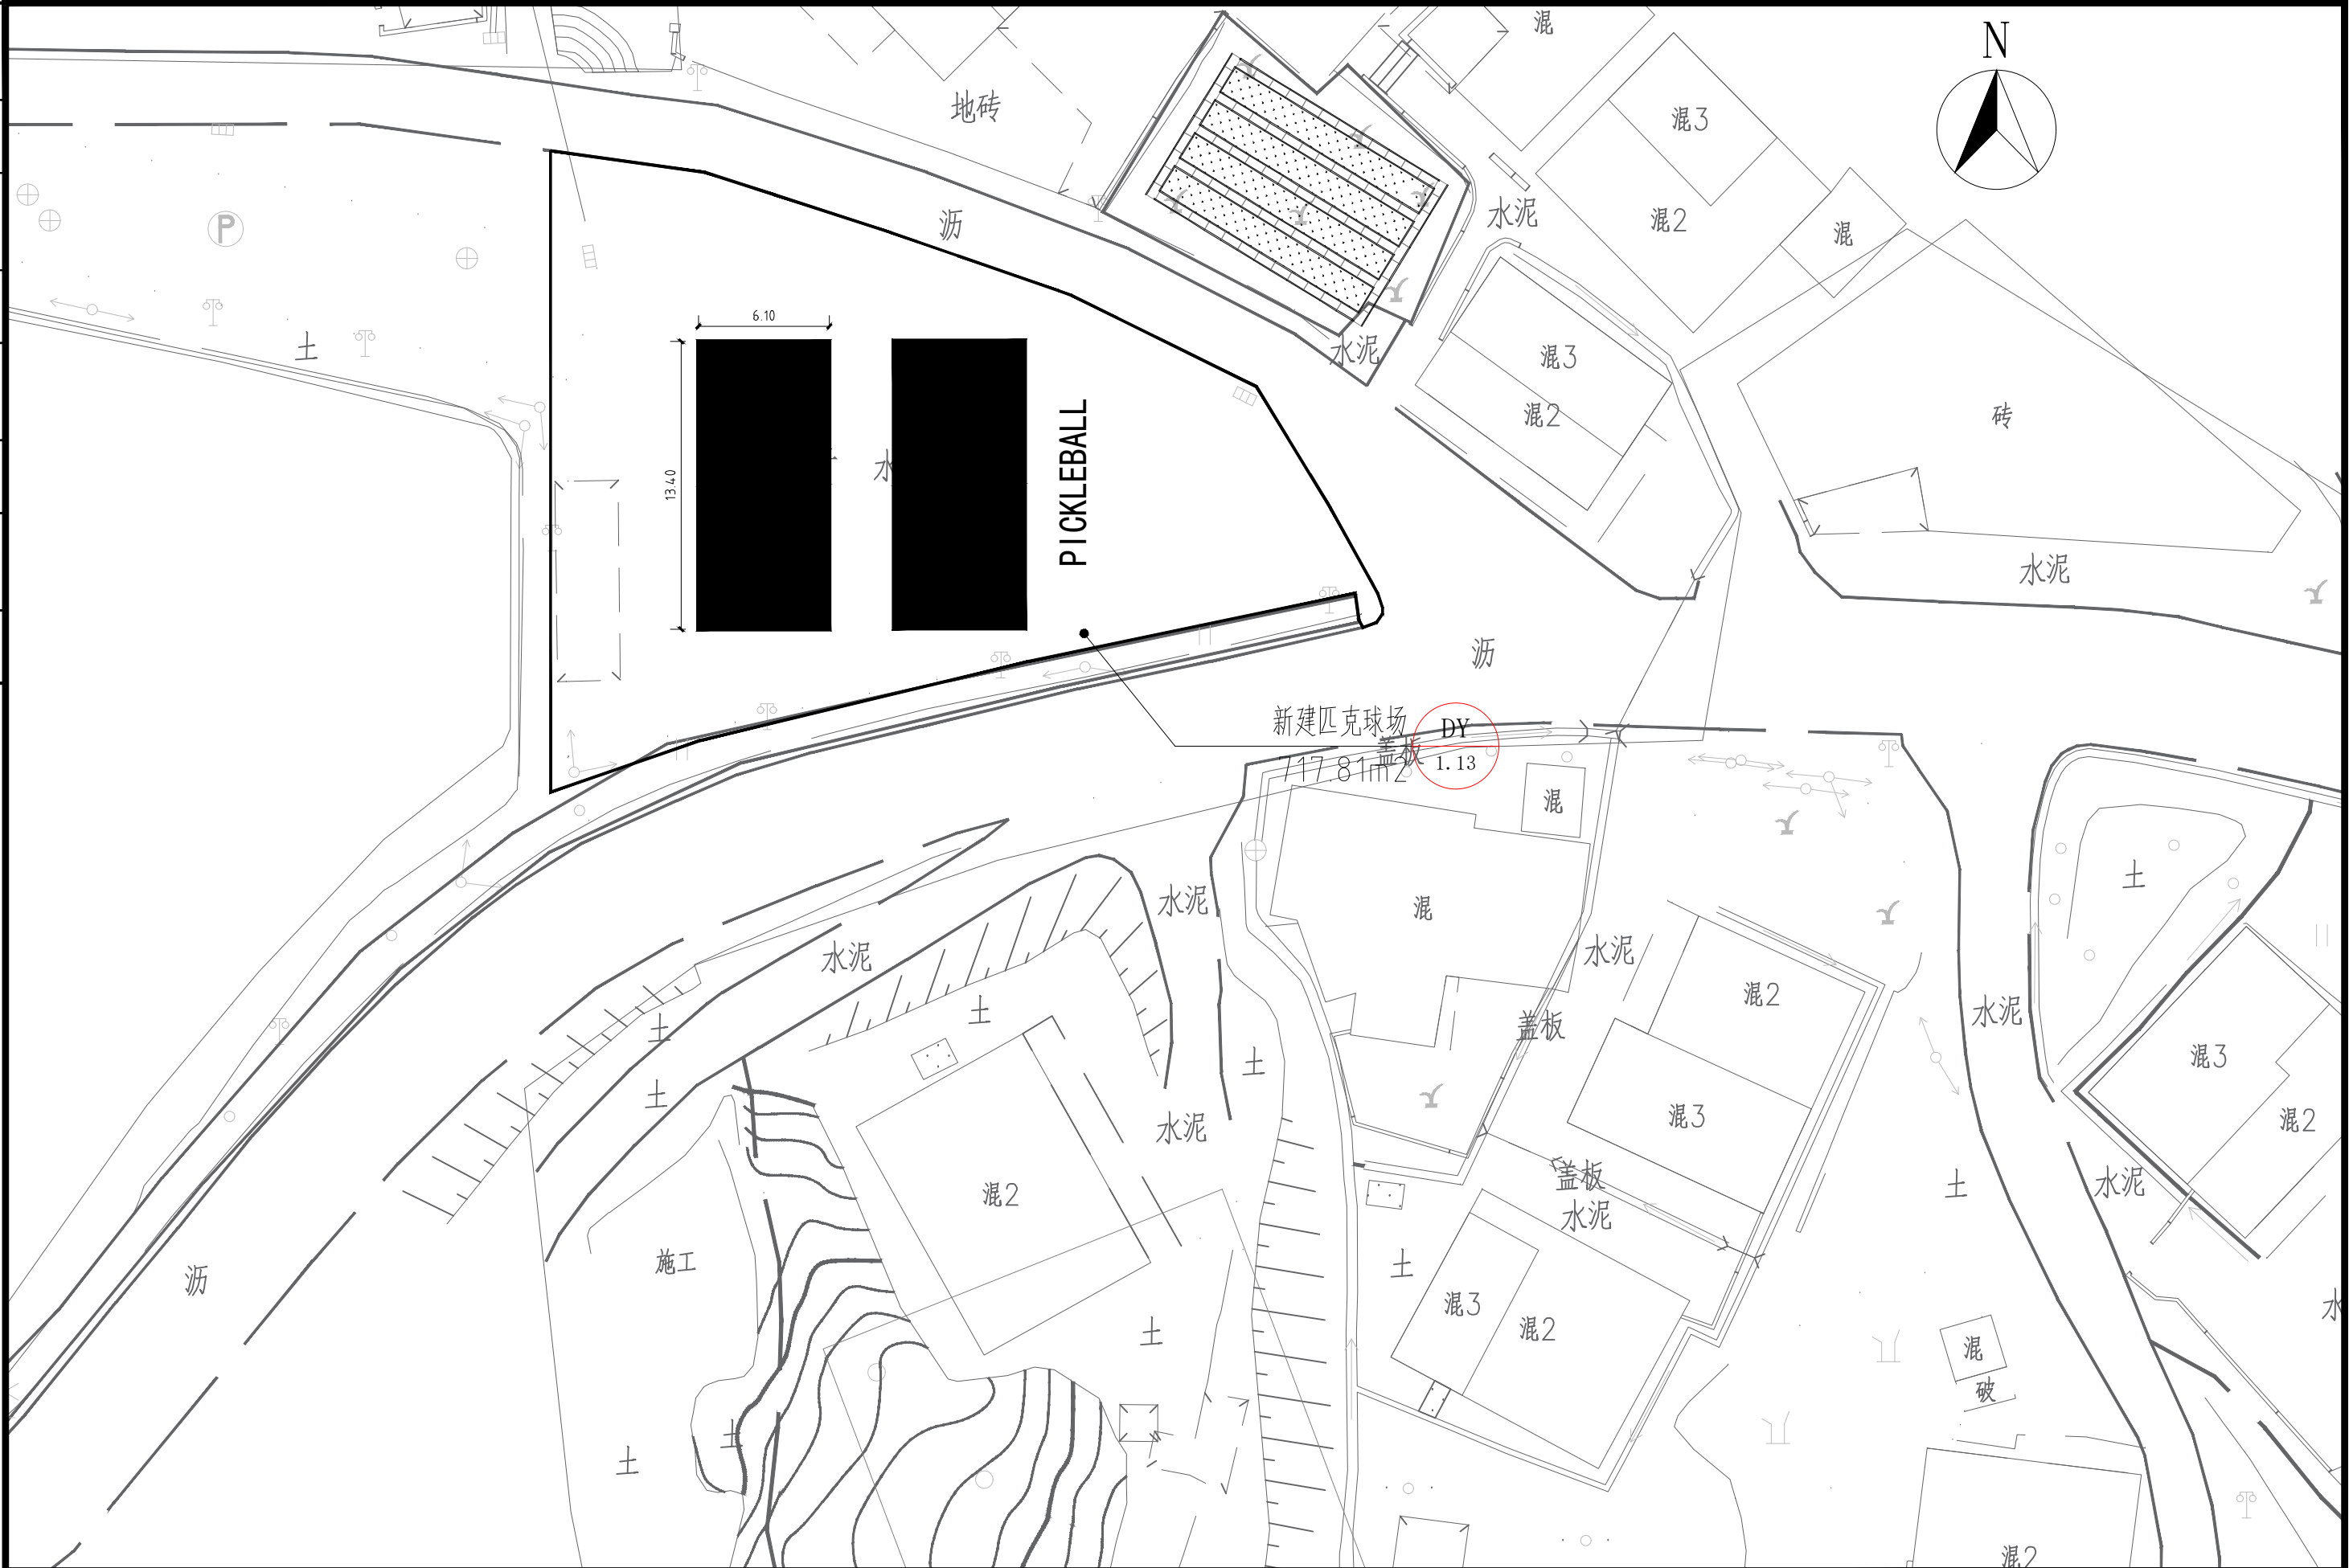 混
N
地砖
混3
P
沥
水泥
混2
混
6.10
土
水泥
混3
砖
混2
13.40
水
PICKLEBALL
水泥
沥
新建匹克球场
DY
盖板
717.81m2
1.13
混
土
水泥
混
水泥
水泥
混2
土
水泥
土
盖板
土
混3
土
水泥
混3
混2
盖板
土
水泥
混2
水泥
施工
土
沥
混3
混2
土
水
混
破
土
土
混2